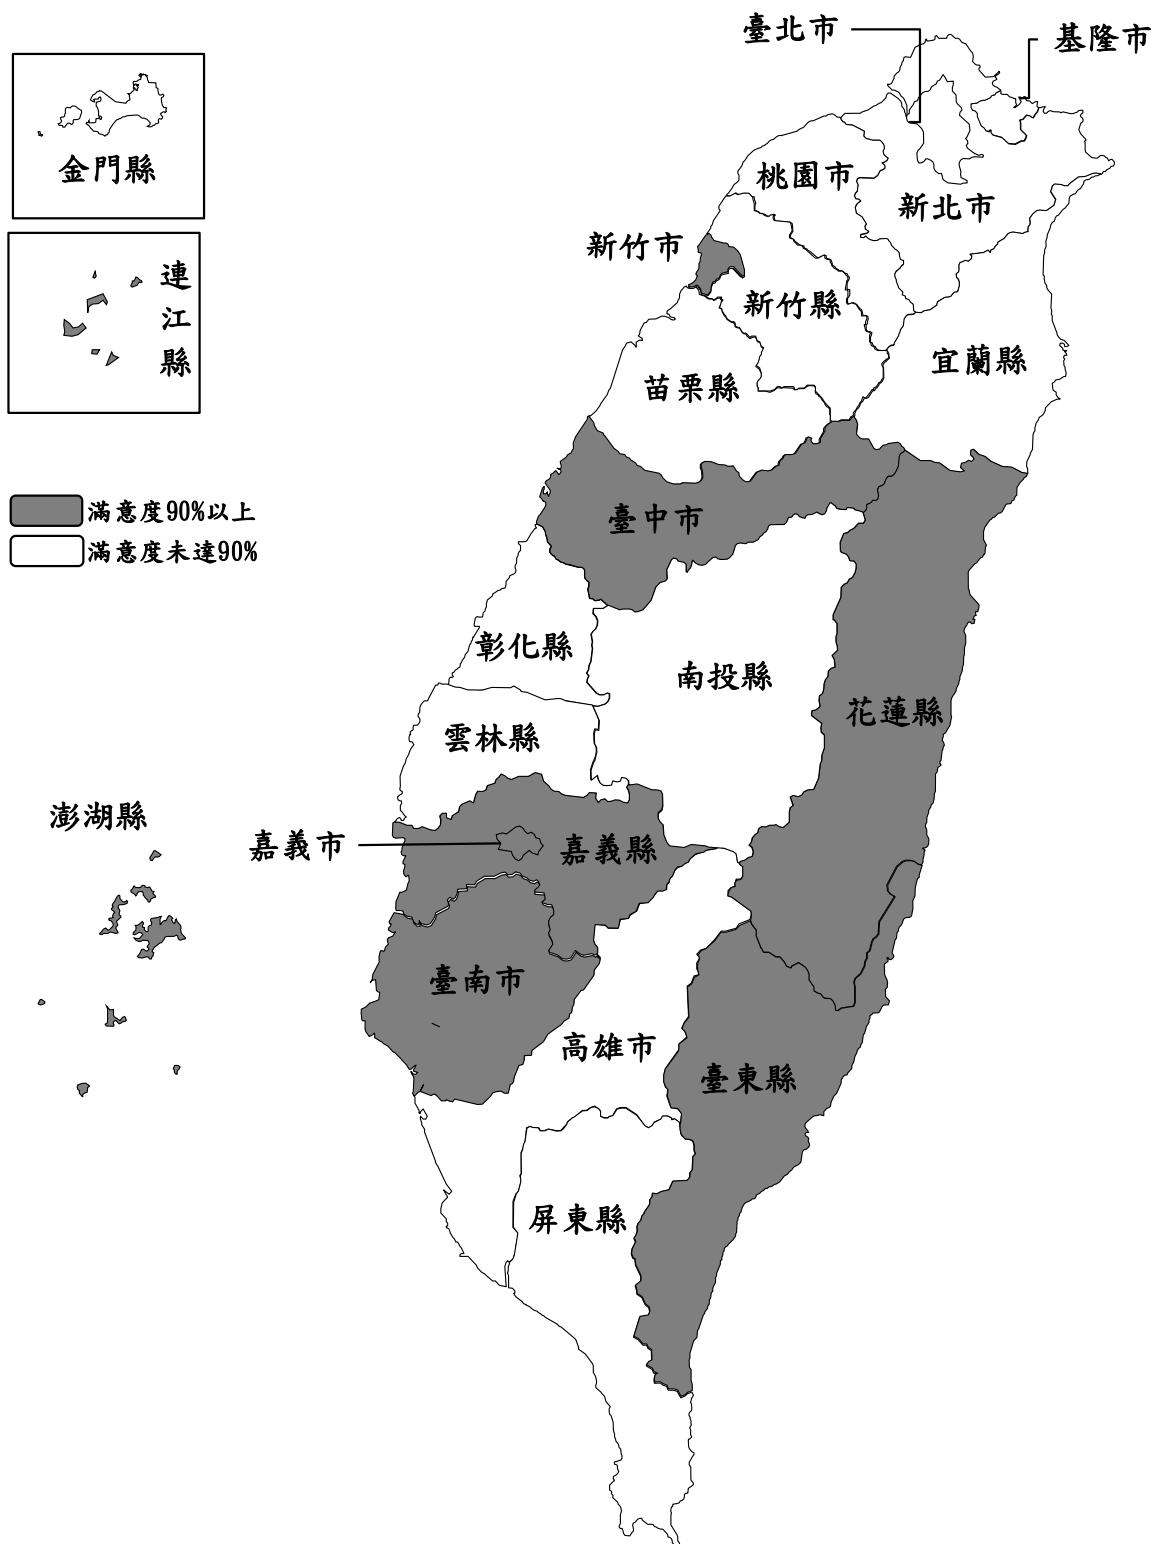 臺北市
基隆市
金門縣
桃園市
新北市
新竹市
連江縣
新竹縣
宜蘭縣
苗栗縣
滿意度90%以上
臺中市
滿意度未達90%
彰化縣
南投縣
花蓮縣
雲林縣
澎湖縣
嘉義市
嘉義縣
臺南市
高雄市
臺東縣
屏東縣